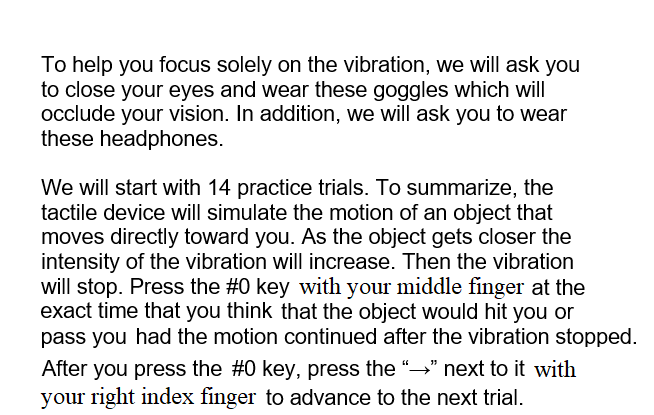 To help you focus solely on the vibration, we will ask you
to close your eyes and wear these goggles which will
occlude your vision. In addition, we will ask you to wear
these headphones.
We will start with 14 practice trials. To summarize, the
tactile device will simulate the motion of an object that
moves directly toward you. As the object gets closer the
intensity of the vibration will increase. Then the vibration
will stop. Press the #0 key with your middle finger at the
exact time that you think that the object would hit you or
pass you had the motion continued after the vibration stopped.
After you press the #0 key, press the “→” next to it with
your right index finger to advance to the next trial.